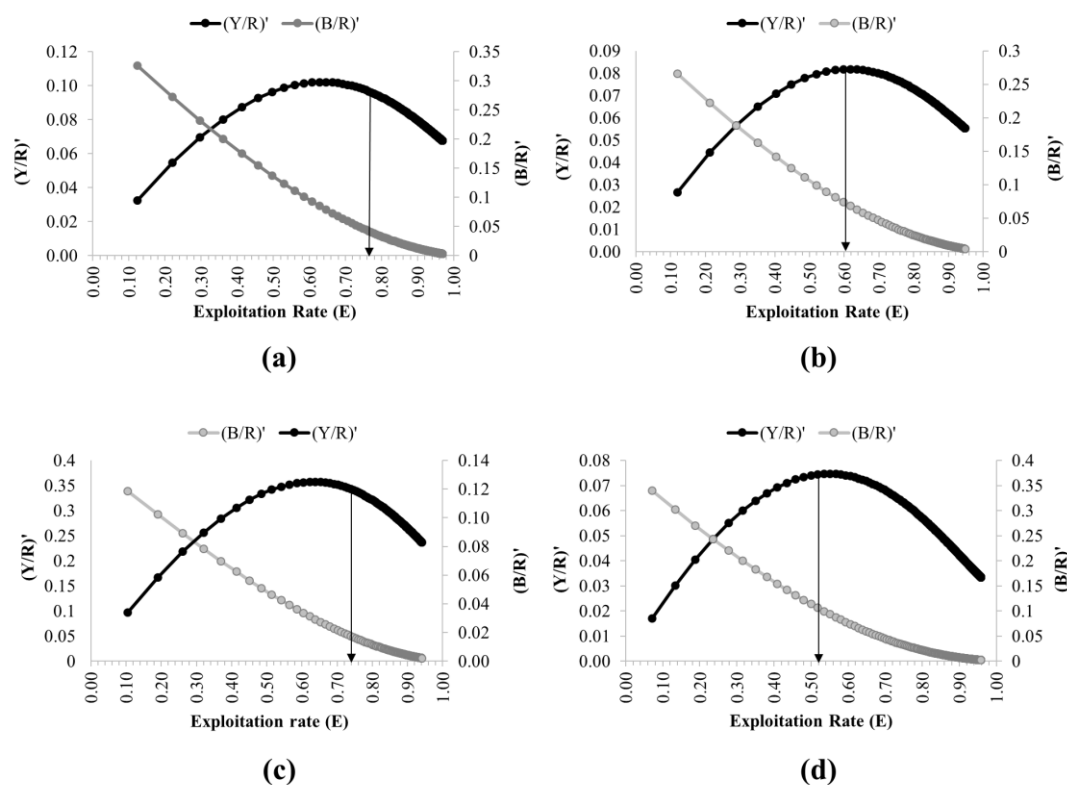 (Y/R)' (B/R)'
0.12 0.10 0.08 0.06 0.04 0.02 0.00
(Y/R)'
0.35 0.3 0.25 0.2 0.15 0.1 0.05 0
(B/R)'
0.00 0.10 0.20 0.30 0.40 0.50 0.60 0.70 0.80 0.90 1.00
Exploitation Rate (E)
(a)
(Y/R)' (B/R)'
0.09 0.08 0.07 0.06 0.05 0.04 0.03 0.02 0.01 0.00
(Y/R)'
0.3 0.25 0.2 0.15 0.1 0.05 0
(B/R)'
0.00 0.10 0.20 0.30 0.40 0.50 0.60 0.70 0.80 0.90 1.00
Exploitation Rate (E)
(b)
(B/R)' (Y/R)'
0.4 0.35 0.3 0.25 0.2 0.15 0.1 0.05 0
(Y/R)'
0.14 0.12 0.10 0.08 0.06 0.04 0.02 0.00
(B/R)'
0.00 0.10 0.20 0.30 0.40 0.50 0.60 0.70 0.80 0.90 1.00
Exploitation rate (E)
(c)
(Y/R)' (B/R)'
0.08 0.07 0.06 0.05 0.04 0.03 0.02 0.01 0.00
(Y/R)'
0.4 0.35 0.3 0.25 0.2 0.15 0.1 0.05 0
(B/R)'
0.00 0.10 0.20 0.30 0.40 0.50 0.60 0.70 0.80 0.90 1.00
Exploitation Rate (E)
(d)